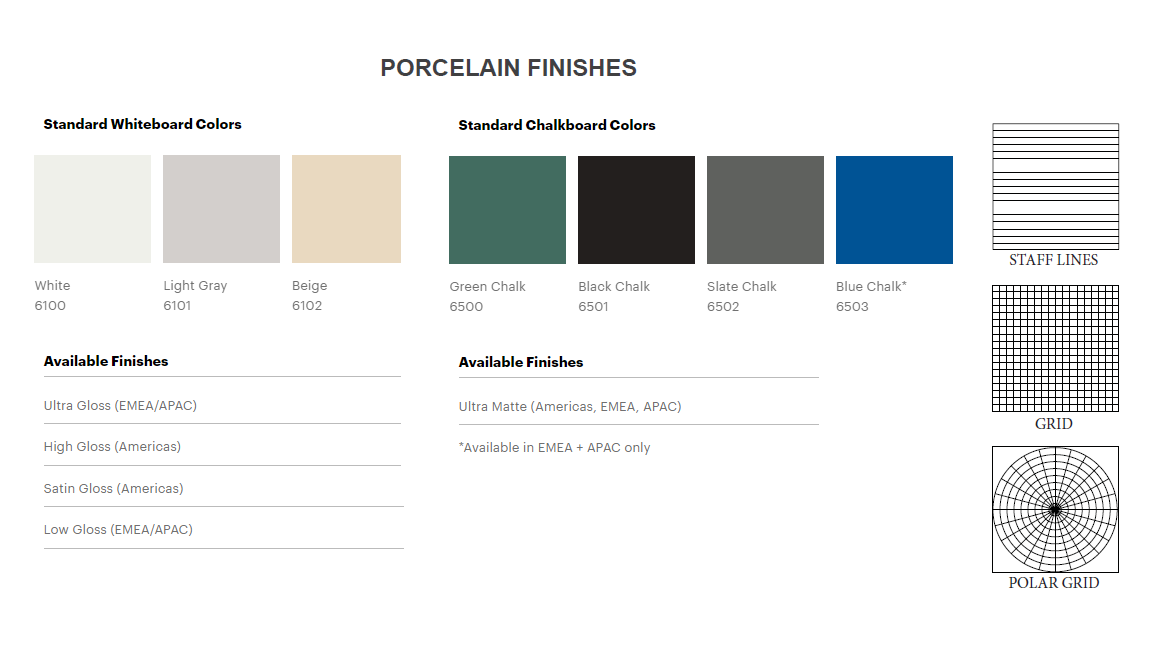 PORCELAIN FINISHES
Standard Whiteboard Colors
White
6100
Light Gray
6101
Beige
6102
Available Finishes
Ultra Gloss (EMEA/APAC)
High Gloss (Americas)
Satin Gloss (Americas)
Low Gloss (EMEA/APAC)
Standard Chalkboard Colors
Green Chalk
6500
Black Chalk
6501
Slate Chalk
6502
Blue Chalk*
6503
Available Finishes
Ultra Matte (Americas, EMEA, APAC)
*Available in EMEA + APAC only
STAFF LINES
GRID
POLAR GRID